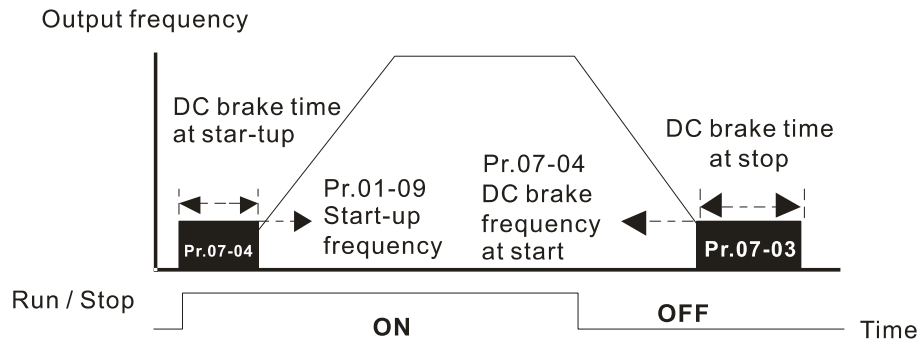 Output frequency
DC brake time
at star-tup
Pr.01-09
Start-up
frequency
Pr.07-04
DC brake
frequency
at start
DC brake time
at stop
Pr.07-04
Pr.07-03
Run / Stop
ON
OFF
Time